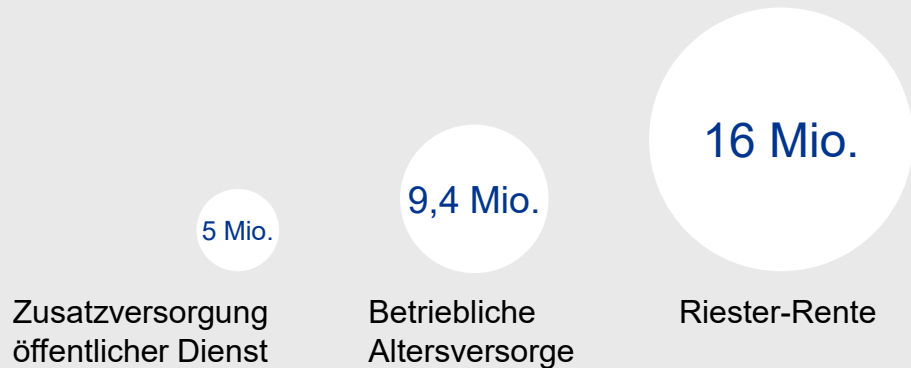 5 Mio.
9,4 Mio.
16 Mio.
Zusatzversorgung
öffentlicher Dienst
Betriebliche
Altersversorge
Riester-Rente